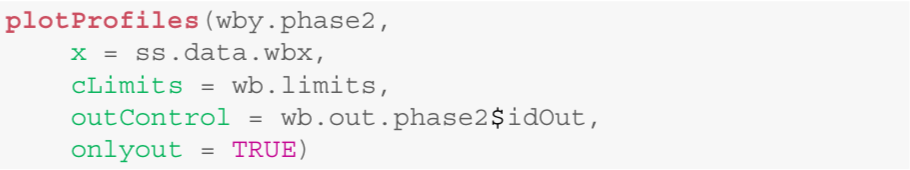 plotProfiles(wby.phase2,
    x = ss.data.wbx,
    cLimits = wb.limits,
    outControl = wb.out.phase2$idOut,
    onlyout = TRUE)